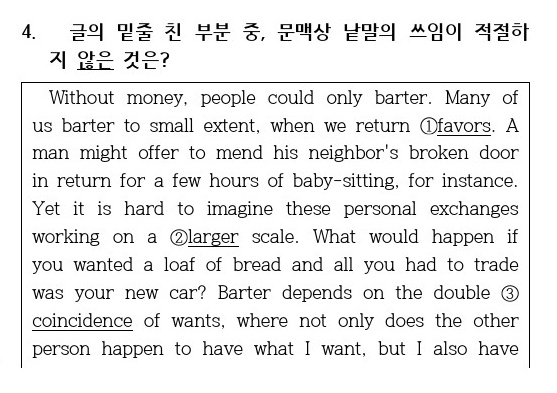 4. 글의 밑줄 친 부분 중, 문맥상 낱말의 쓰임이 적절하
지 않은 것은?
Without money, people could only barter. Many of
us barter to small extent, when we return ①favors. A
man might offer to mend his neighbor's broken door
in return for a few hours of baby-sitting, for instance.
Yet it is hard to imagine these personal exchanges
working on a ②larger scale. What would happen if
you wanted a loaf of bread and all you had to trade
was your new car? Barter depends on the double ③
coincidence of wants, where not only does the other
person happen to have what I want, but I also have